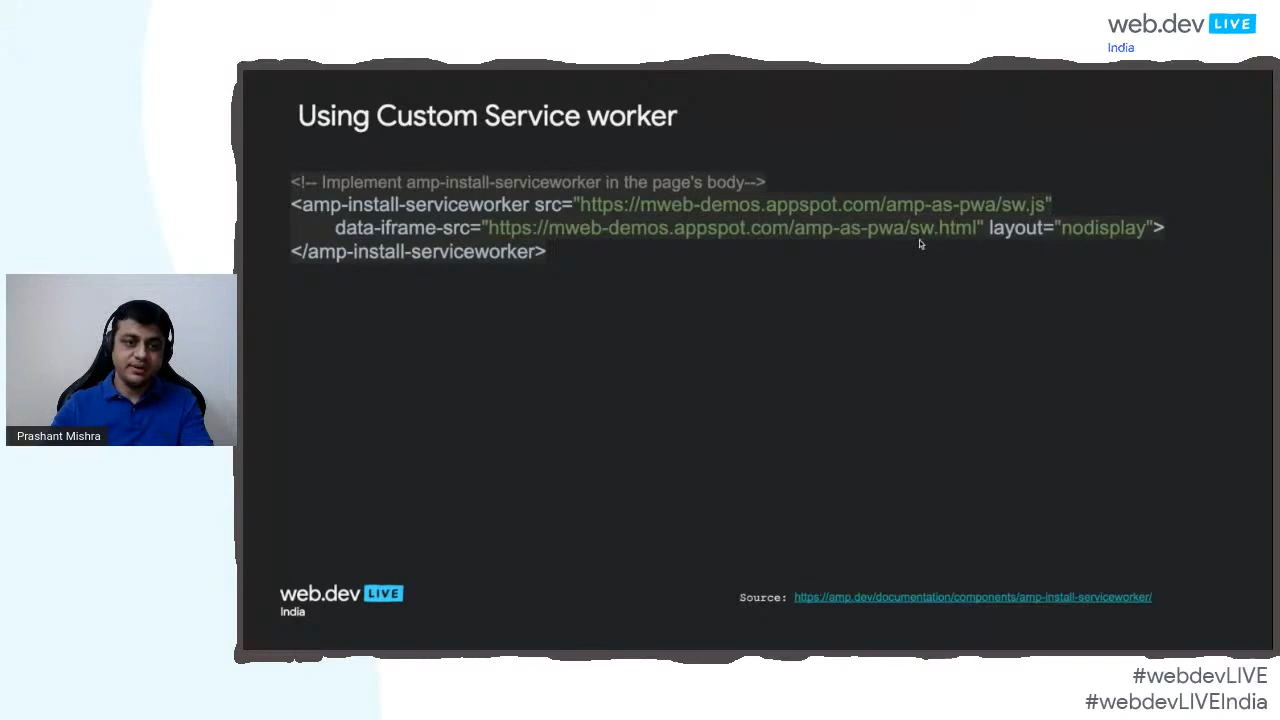 web.dev LIVE
India
Using Custom Service worker
<!-- Implement amp-install-serviceworker in the page's body-->
<amp-install-serviceworker src="https://mweb-demos.appspot.com/amp-as-pwa/sw.js"
data-iframe-src="https://mweb-demos.appspot.com/amp-as-pwa/sw.html" layout="nodisplay">
</amp-install-serviceworker>
Prashant Mishra
web.dev LIVE
India
Source: https://amp.dev/documentation/components/amp-install-serviceworker/
#webdevLIVE
#webdevLIVEIndia